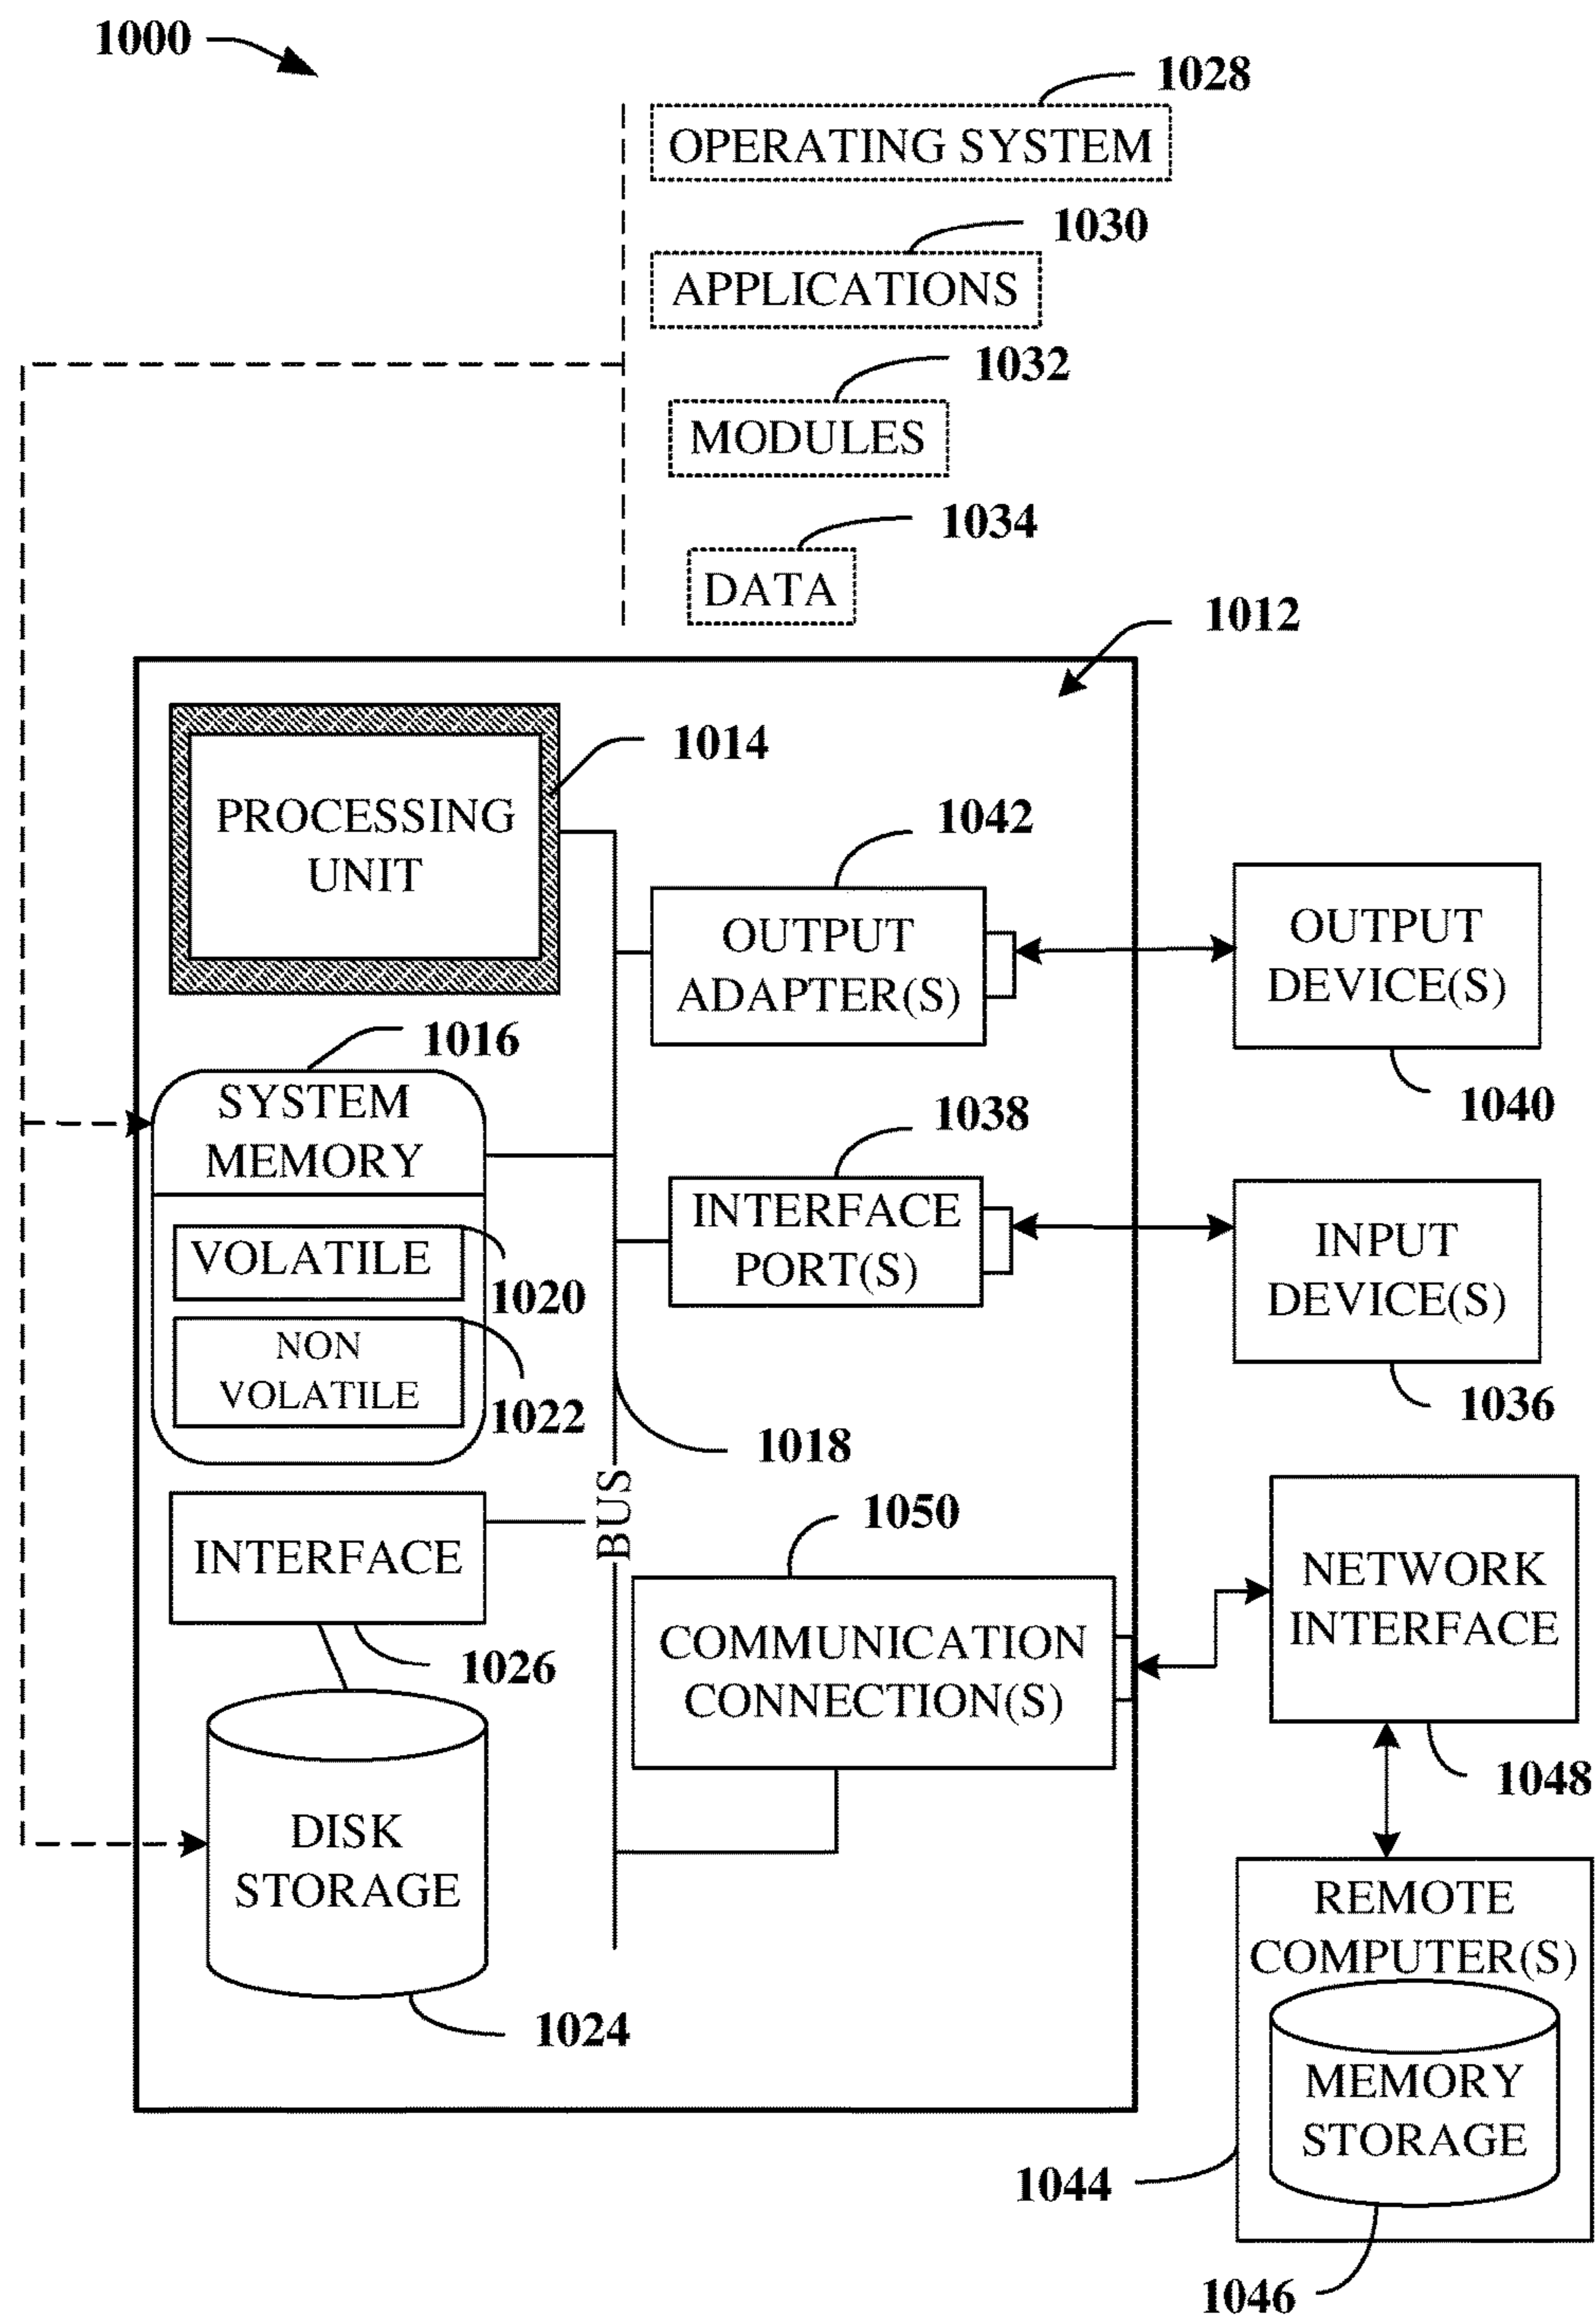 1000
1028
OPERATING SYSTEM
1030
APPLICATIONS
1032
MODULES
1034
DATA
1012
1014
PROCESSING
UNIT
1042
OUTPUT
ADAPTER(S)
OUTPUT
DEVICE(S)
1040
1016
SYSTEM
MEMORY
1038
INTERFACE
PORT(S)
INPUT
DEVICE(S)
1036
VOLATILE
1020
NON
VOLATILE
1022
1018
BUS
INTERFACE
1026
1050
COMMUNICATION
CONNECTION(S)
NETWORK
INTERFACE
1048
DISK
STORAGE
1024
REMOTE
COMPUTER(S)
MEMORY
STORAGE
1044
1046